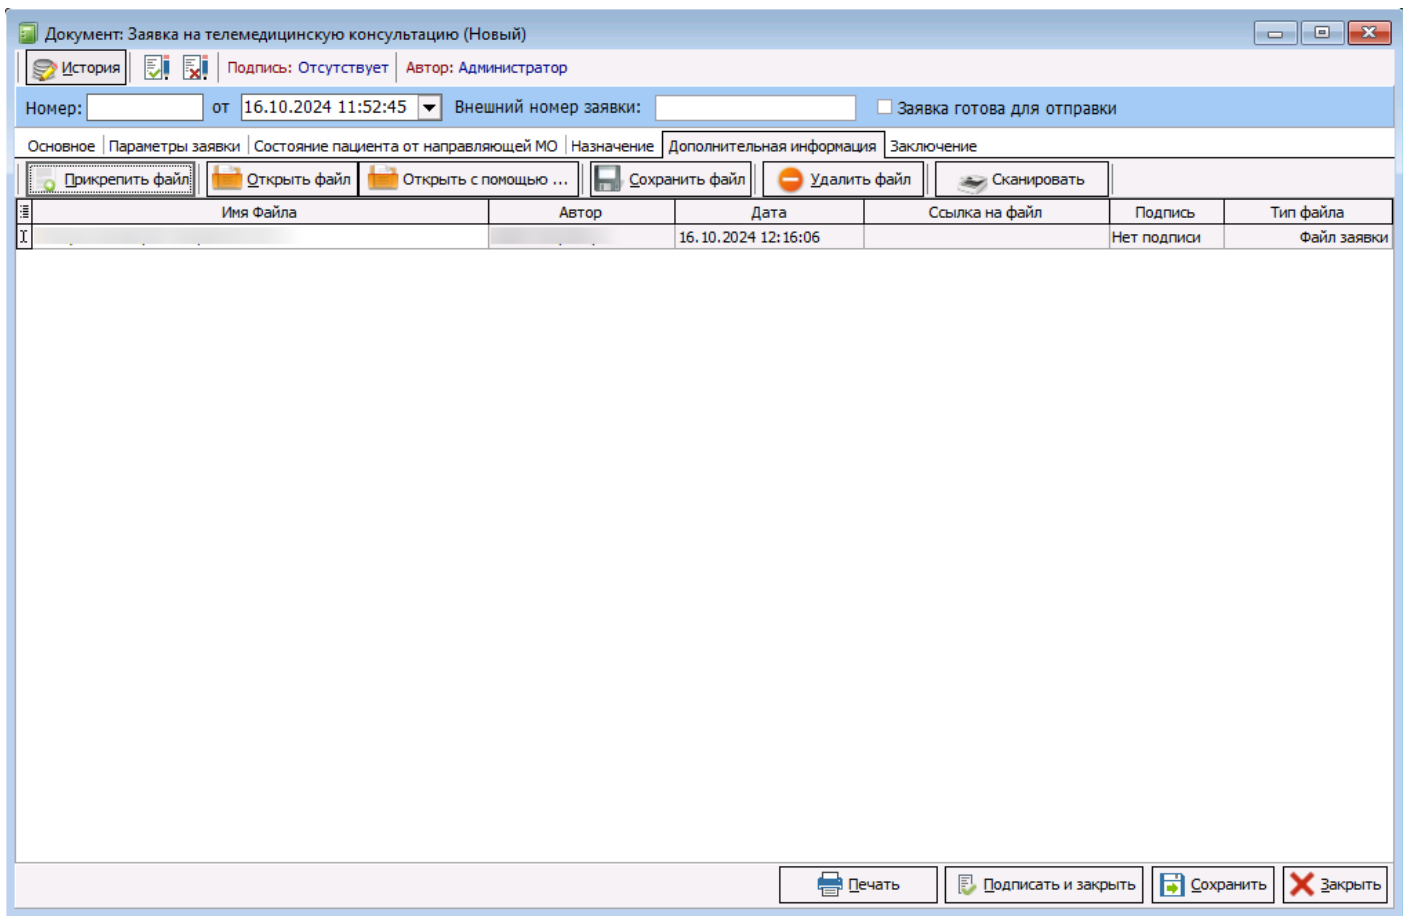 Документ: Заявка на телемедицинскую консультацию (Новый)
История Подпись: Отсутствует Автор: Администратор
Номер: от 16.10.2024 11:52:45 Внешний номер заявки: Заявка готова для отправки
Основное Параметры заявки Состояние пациента от направляющей МО Назначение Дополнительная информация Заключение
Прикрепить файл Открыть файл Открыть с помощью ... Сохранить файл Удалить файл Сканировать
Имя Файла Автор Дата Ссылка на файл Подпись Тип файла
16.10.2024 12:16:06 Нет подписи Файл заявки
Печать Подписать и закрыть Сохранить Закрыть